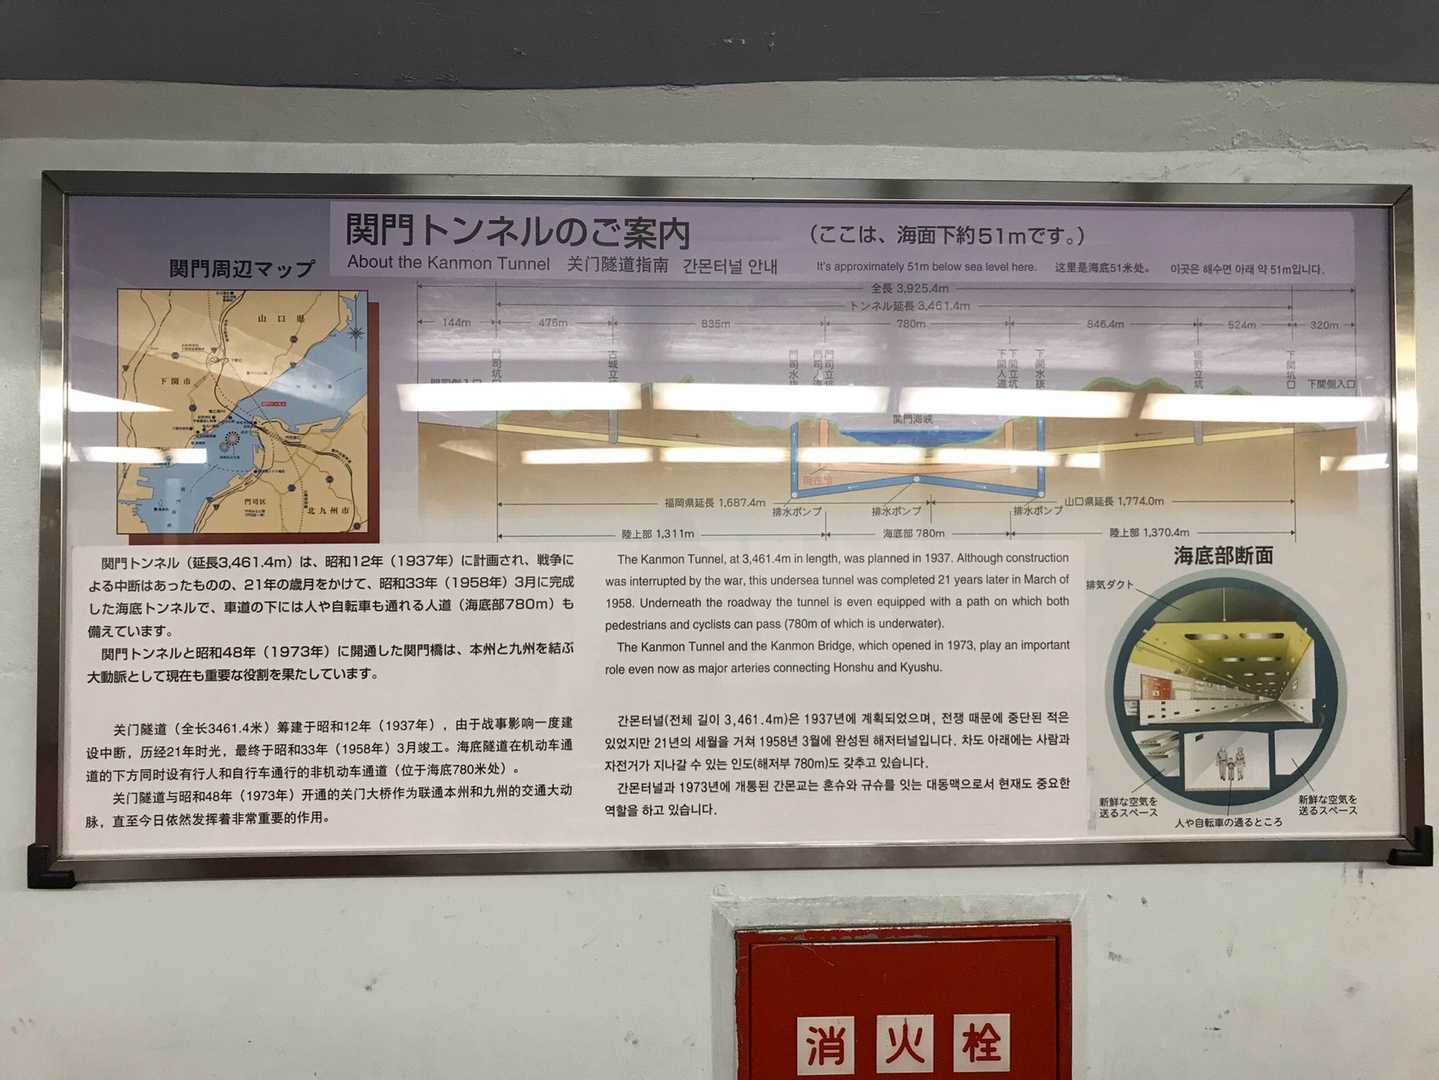 関門トンネルのご案内
（ここは、海面下約51mです。）
About the Kanmon Tunnel 关门隧道指南 간몬터널 안내
It's approximately 51m below sea level here. 这里是海底51米处。 이곳은 해수면 아래 약 51m입니다.
関門周辺マップ
山口県
下関市
門司区
北九州市
全長 3,925.4m
トンネル延長 3,461.4m
144m 475m 835m 780m 846.4m 524m 320m
門司坑口
下関人道
下関立坑
下関坑口
下関側入口
関門海峡
現在地
福岡県延長 1,687.4m
山口県延長 1,774.0m
排水ポンプ 排水ポンプ 排水ポンプ
陸上部 1,311m 海底部 780m 陸上部 1,370.4m
関門トンネル（延長3,461.4m）は、昭和12年（1937年）に計画され、戦争に
よる中断はあったものの、21年の歳月をかけて、昭和33年（1958年）3月に完成
した海底トンネルで、車道の下には人や自転車も通れる人道（海底部780m）も
備えています。
関門トンネルと昭和48年（1973年）に開通した関門橋は、本州と九州を結ぶ
大動脈として現在も重要な役割を果たしています。
The Kanmon Tunnel, at 3,461.4m in length, was planned in 1937. Although construction
was interrupted by the war, this undersea tunnel was completed 21 years later in March of
1958. Underneath the roadway the tunnel is even equipped with a path on which both
pedestrians and cyclists can pass (780m of which is underwater).
The Kanmon Tunnel and the Kanmon Bridge, which opened in 1973, play an important
role even now as major arteries connecting Honshu and Kyushu.
关门隧道（全长3461.4米）筹建于昭和12年（1937年），由于战事影响一度建
设中断，历经21年时光，最终于昭和33年（1958年）3月竣工。海底隧道在机动车通
道的下方同时设有行人和自行车通行的非机动车通道（位于海底780米处）。
关门隧道与昭和48年（1973年）开通的关门大桥作为联通本州和九州的交通大动
脉，直至今日依然发挥着非常重要的作用。
간몬터널(전체 길이 3,461.4m)은 1937년에 계획되었으며, 전쟁 때문에 중단된 적은
있었지만 21년의 세월을 거쳐 1958년 3월에 완성된 해저터널입니다. 차도 아래에는 사람과
자전거가 지나갈 수 있는 인도(해저부 780m)도 갖추고 있습니다.
간몬터널과 1973년에 개통된 간몬교는 혼슈와 규슈를 잇는 대동맥으로서 현재도 중요한
역할을 하고 있습니다.
海底部断面
排気ダクト
新鮮な空気を
送るスペース
人や自転車の通るところ
新鮮な空気を
送るスペース
消火栓